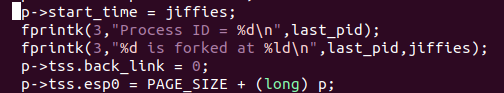 p->start_time = jiffies;
fprintk(3,"Process ID = %d\n",last_pid);
fprintk(3,"%d is forked at %ld\n",last_pid,jiffies);
p->tss.back_link = 0;
p->tss.esp0 = PAGE_SIZE + (long) p;